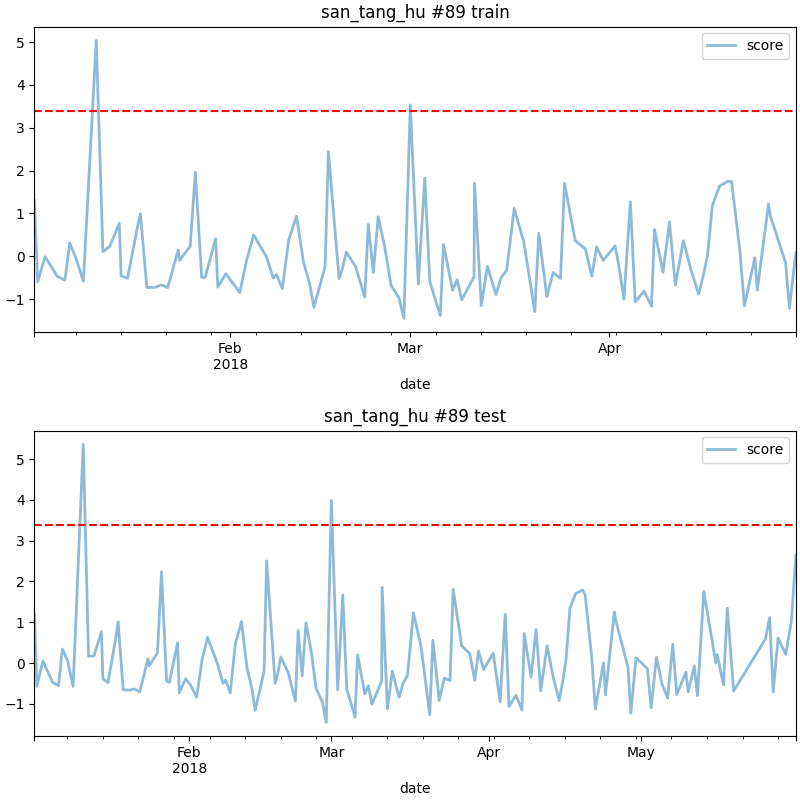 san_tang_hu #89 train
score
5
4
3
2
1
0
−1
Feb
2018
Mar
Apr
date
san_tang_hu #89 test
score
5
4
3
2
1
0
−1
Feb
2018
Mar
Apr
May
date